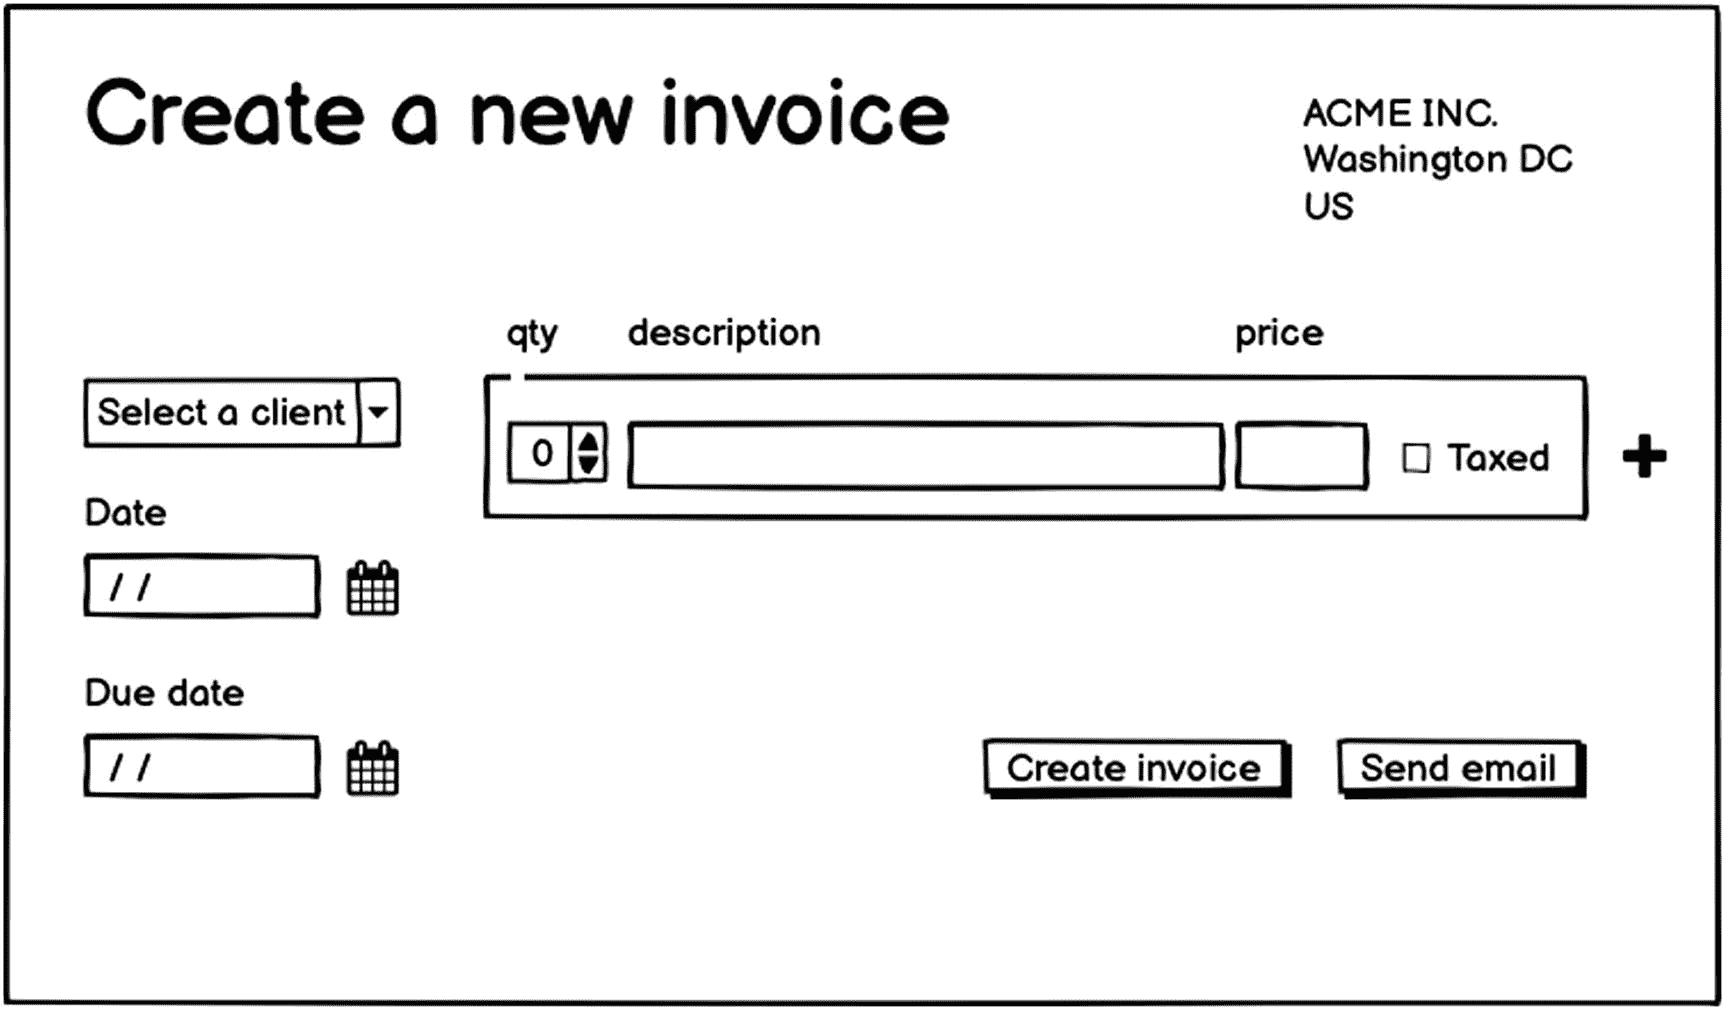 Create a new invoice
ACME INC.
Washington DC
US
qty description price
Select a client
0 Taxed
Date
/ /
Due date
/ /
Create invoice Send email